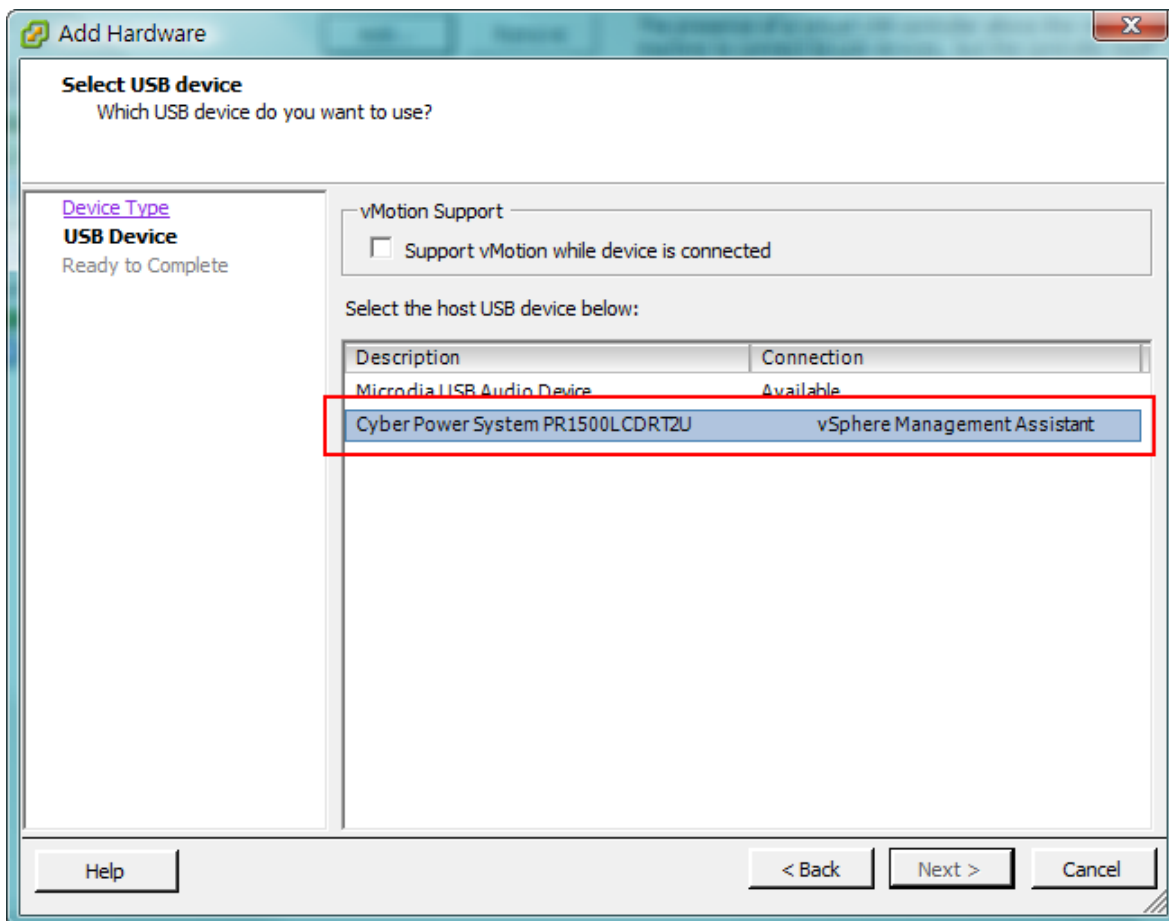 Add Hardware
Select USB device
Which USB device do you want to use?
Device Type
USB Device
Ready to Complete
vMotion Support
Support vMotion while device is connected
Select the host USB device below:
Description Connection
Microdia USB Audio Device Available
Cyber Power System PR1500LCDRT2U vSphere Management Assistant
Help < Back Next > Cancel